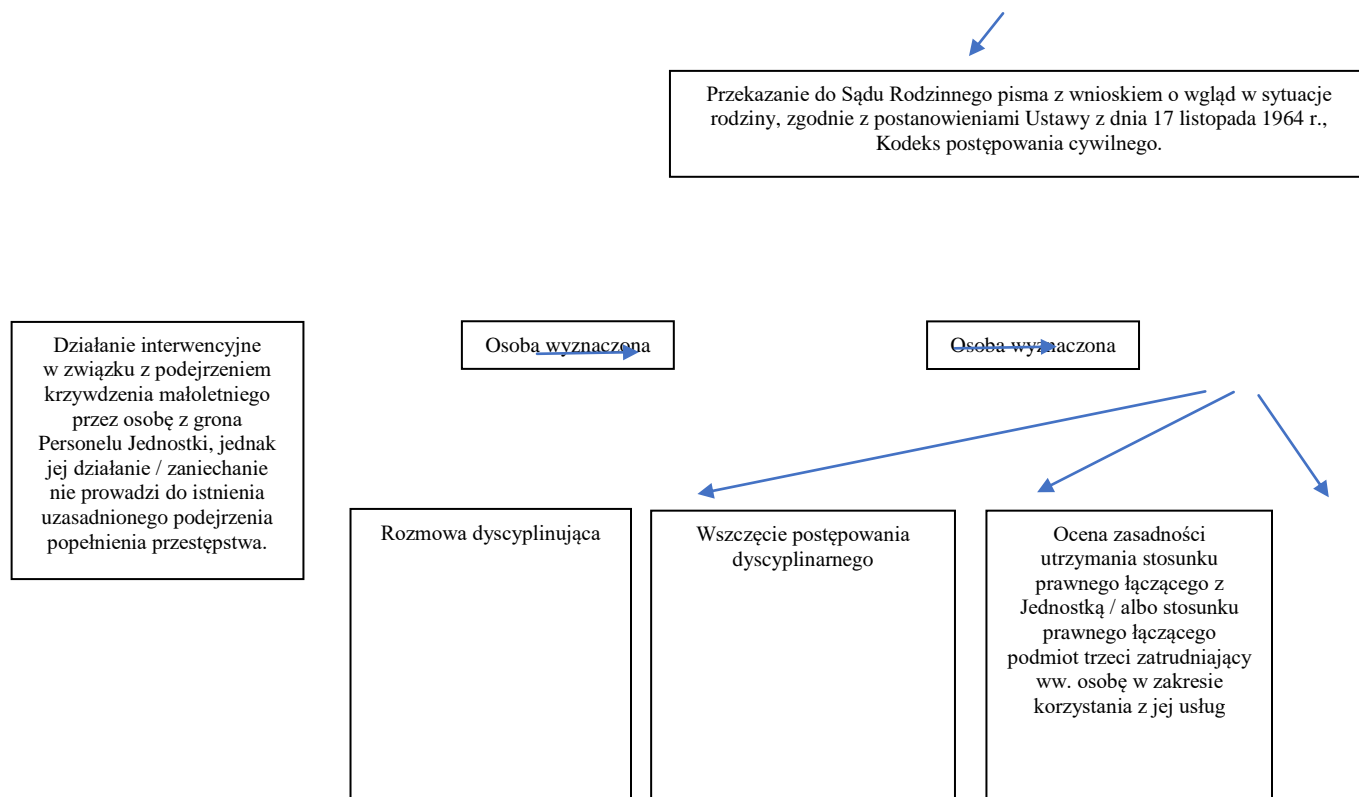 Przekazanie do Sądu Rodzinnego pisma z wnioskiem o wgląd w sytuacje
rodziny, zgodnie z postanowieniami Ustawy z dnia 17 listopada 1964 r.,
Kodeks postępowania cywilnego.
Działanie interwencyjne
w związku z podejrzeniem
krzywdzenia małoletniego
przez osobę z grona
Personelu Jednostki, jednak
jej działanie / zaniechanie
nie prowadzi do istnienia
uzasadnionego podejrzenia
popełnienia przestępstwa.
Osoba wyznaczona
Osoba wyznaczona
Rozmowa dyscyplinująca
Wszczęcie postępowania
dyscyplinarnego
Ocena zasadności
utrzymania stosunku
prawnego łączącego z
Jednostką / albo stosunku
prawnego łączącego
podmiot trzeci zatrudniający
ww. osobę w zakresie
korzystania z jej usług